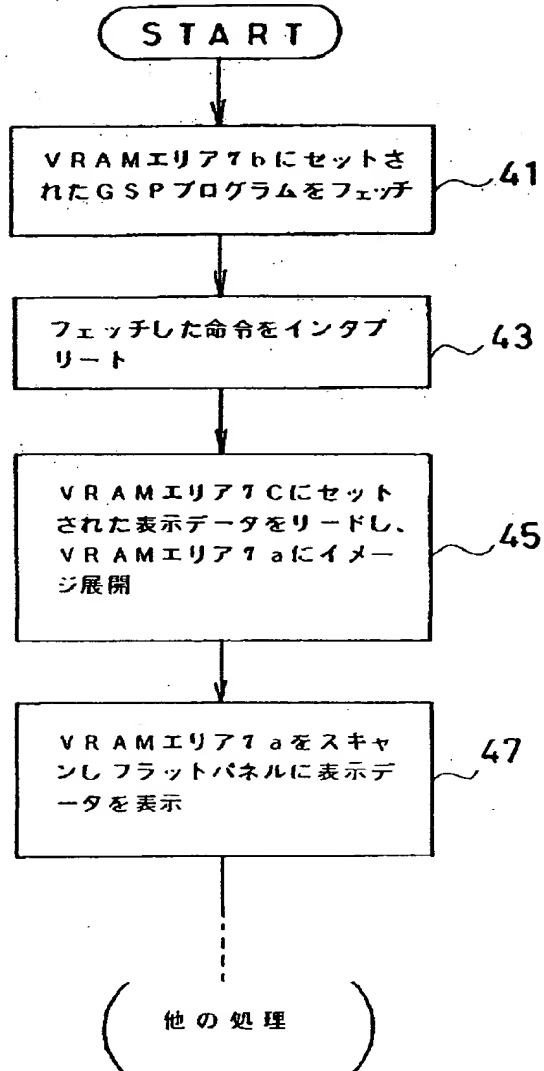 START
VRAMエリア7bにセットさ
れたGSPプログラムをフェッチ
41
フェッチした命令をインタプ
リート
43
VRAMエリア7Cにセット
された表示データをリードし、
VRAMエリア7aにイメー
ジ展開
45
VRAMエリア7aをスキャ
ンしフラットパネルに表示デ
ータを表示
47
他の処理